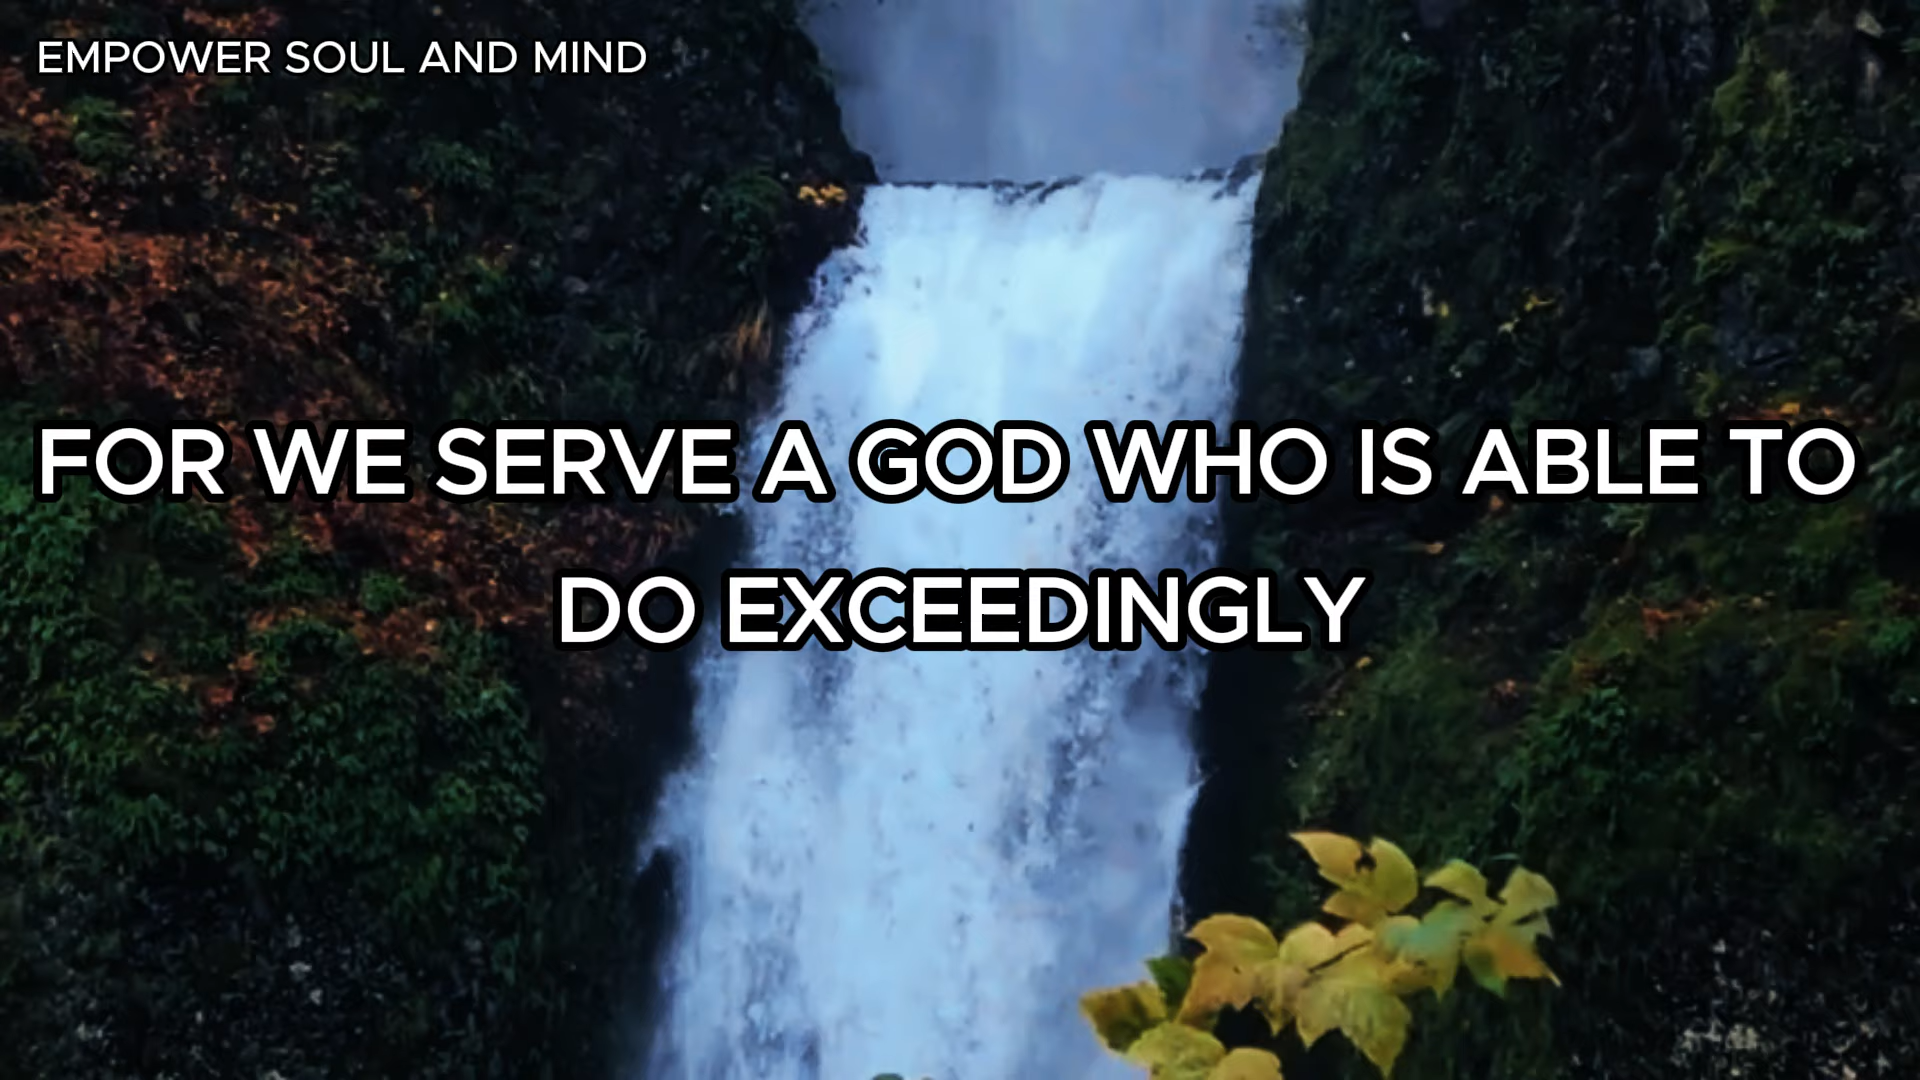 EMPOWER SOUL AND MIND
FOR WE SERVE A GOD WHO IS ABLE TO
DO EXCEEDINGLY